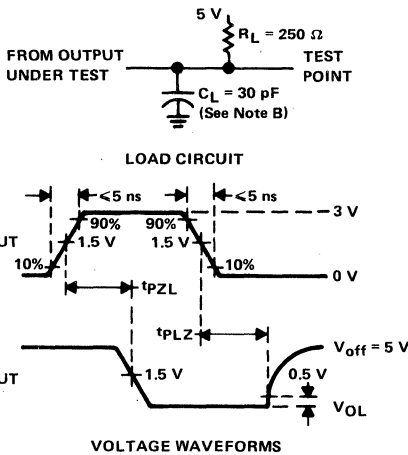 5 V
R_L = 250 Ω
FROM OUTPUT
UNDER TEST
TEST
POINT
C_L = 30 pF
(See Note B)
LOAD CIRCUIT
≤5 ns
≤5 ns
90%
90%
3 V
1.5 V
1.5 V
UT
10%
10%
0 V
tPZL
tPLZ
V_off = 5 V
1.5 V
0.5 V
UT
V_OL
VOLTAGE WAVEFORMS